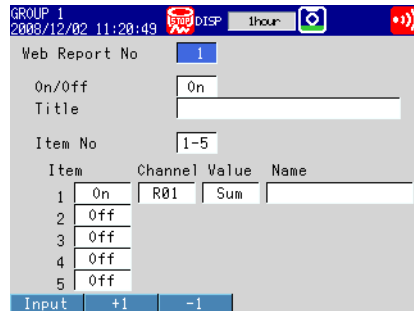 GROUP 1
2008/12/02 11:20:49 STOP DISP 1hour
Web Report No 1
On/Off On
Title
Item No 1-5
Item Channel Value Name
1 On R01 Sum
2 Off
3 Off
4 Off
5 Off
Input +1 -1